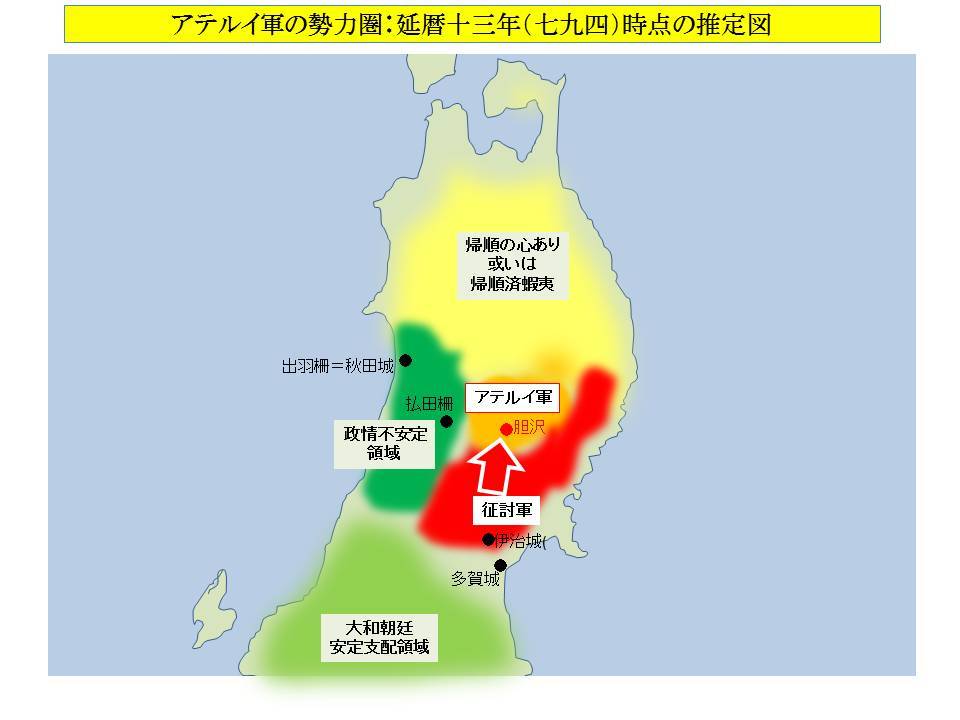 アテルイ軍の勢力圏：延暦十三年（七九四）時点の推定図
帰順の心あり
或いは
帰順済蝦夷
出羽柵＝秋田城
払田柵
アテルイ軍
胆沢
政情不安定
領域
征討軍
伊治城(
多賀城
大和朝廷
安定支配領域